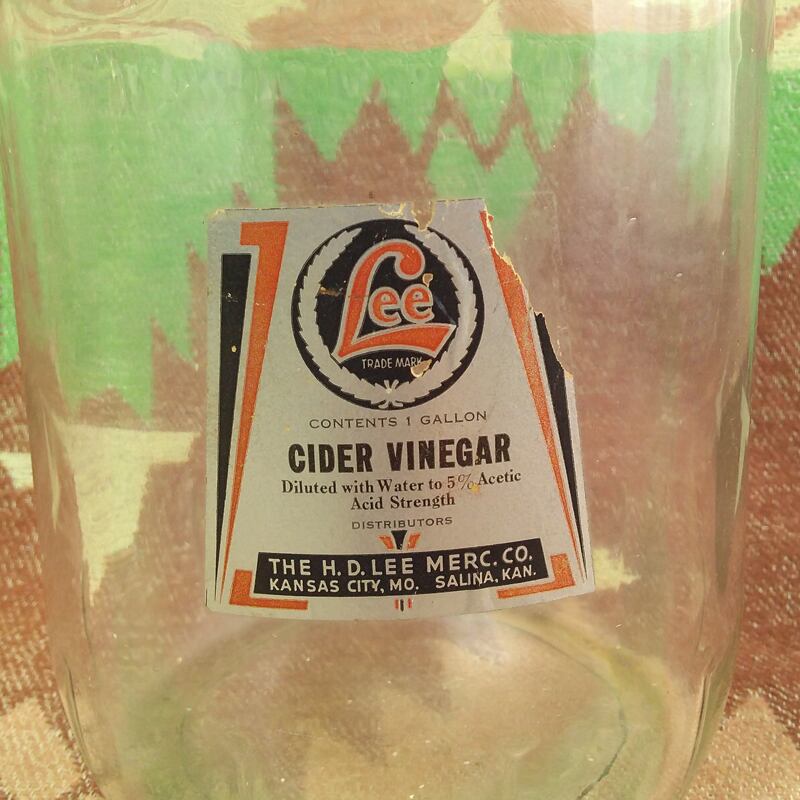 Lee
TRADE MARK
CONTENTS 1 GALLON
CIDER VINEGAR
Diluted with Water to 5% Acetic
Acid Strength
DISTRIBUTORS
THE H. D. LEE MERC. CO.
KANSAS CITY, MO. SALINA, KAN.